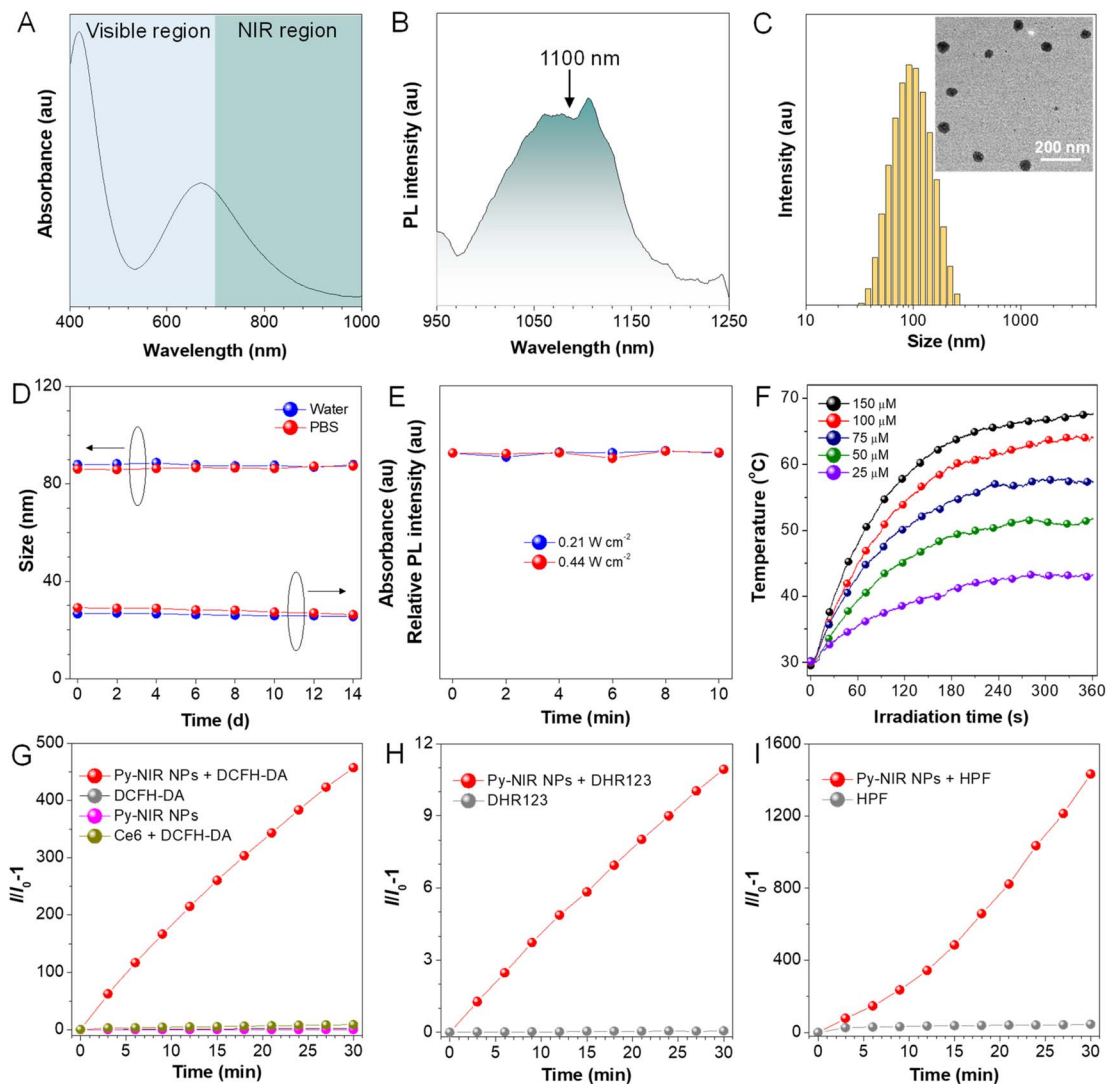 A
Visible region
NIR region
Absorbance (au)
400
600
800
1000
Wavelength (nm)
B
1100 nm
PL intensity (au)
950
1050
1150
1250
Wavelength (nm)
C
200 nm
Intensity (au)
10
100
1000
Size (nm)
D
120
80
40
0
Water
PBS
Size (nm)
0
2
4
6
8
10
12
14
Time (d)
Absorbance (au)
E
0.21 W cm-2
0.44 W cm-2
Relative PL intensity (au)
0
2
4
6
8
10
Time (min)
F
70
60
50
40
30
150 μM
100 μM
75 μM
50 μM
25 μM
Temperature (°C)
0
60
120
180
240
300
360
Irradiation time (s)
G
500
400
300
200
100
0
Py-NIR NPs + DCFH-DA
DCFH-DA
Py-NIR NPs
Ce6 + DCFH-DA
I/I0-1
0
5
10
15
20
25
30
Time (min)
H
12
9
6
3
0
Py-NIR NPs + DHR123
DHR123
I/I0-1
0
5
10
15
20
25
30
Time (min)
I
1600
1200
800
400
0
Py-NIR NPs + HPF
HPF
I/I0-1
0
5
10
15
20
25
30
Time (min)